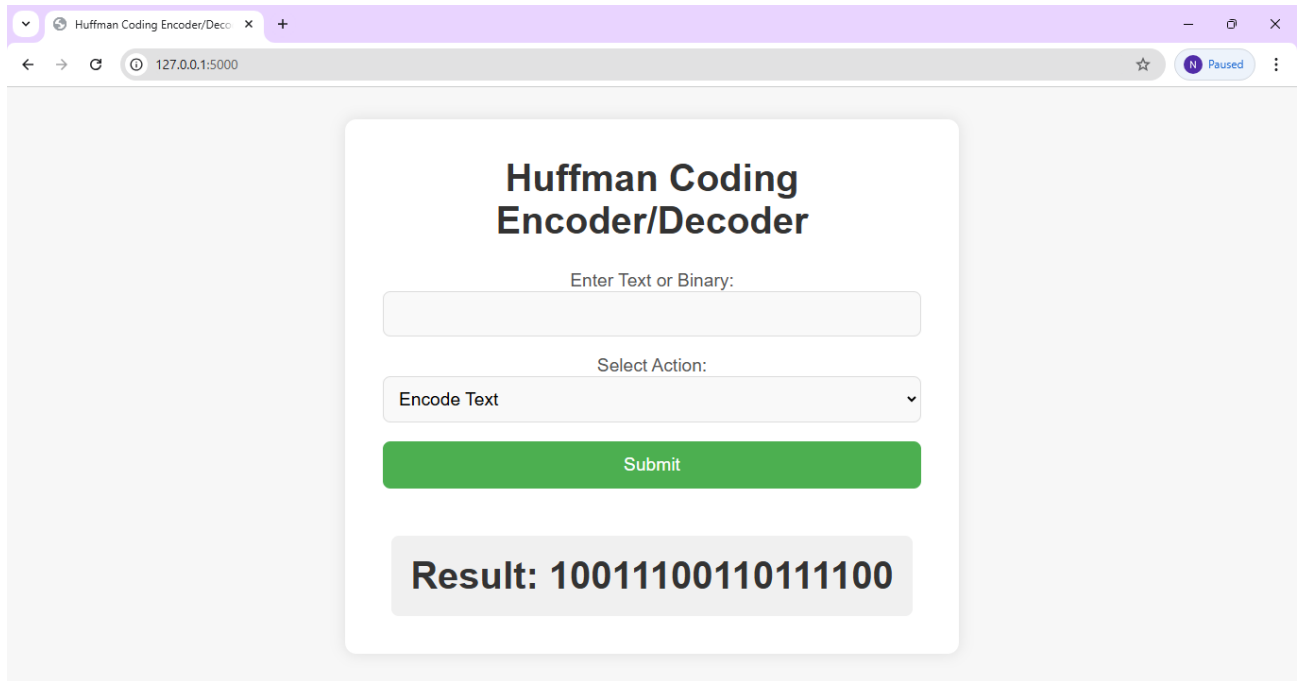 Huffman Coding Encoder/Deco
127.0.0.1:5000
N Paused
Huffman Coding
Encoder/Decoder
Enter Text or Binary:
Select Action:
Encode Text
Submit
Result: 10011100110111100